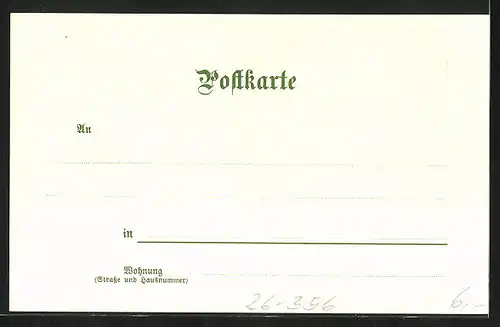 Postkarte
An
in
Wohnung
(Straße und Hausnummer)
26-356
6,-